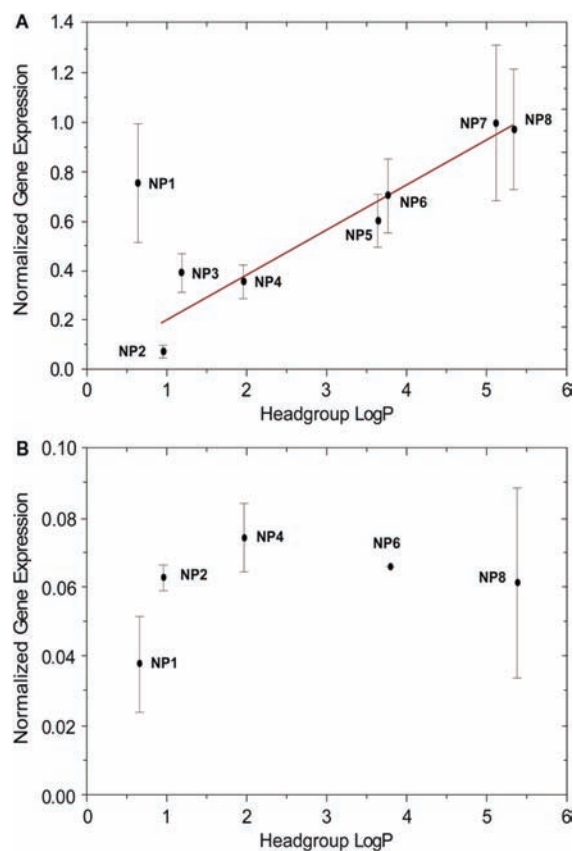 A
1.4
1.2
1.0
0.8
0.6
0.4
0.2
0.0
Normalized Gene Expression
NP1
NP2
NP3
NP4
NP5
NP6
NP7
NP8
0 1 2 3 4 5 6
Headgroup LogP
B
0.10
0.08
0.06
0.04
0.02
0.00
Normalized Gene Expression
NP1
NP2
NP4
NP6
NP8
0 1 2 3 4 5 6
Headgroup LogP